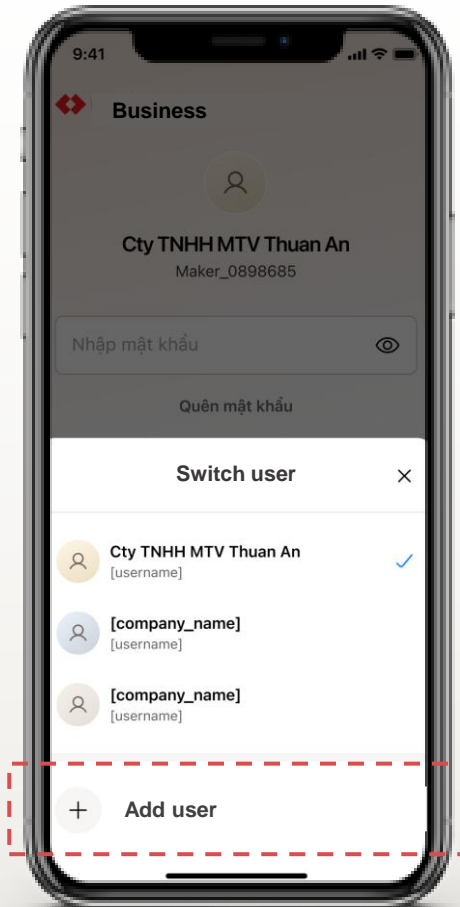 9:41
Business
Cty TNHH MTV Thuan An
Maker_0898685
Nhập mật khẩu
Quên mật khẩu
Switch user
Cty TNHH MTV Thuan An
[username]
[company_name]
[username]
[company_name]
[username]
Add user